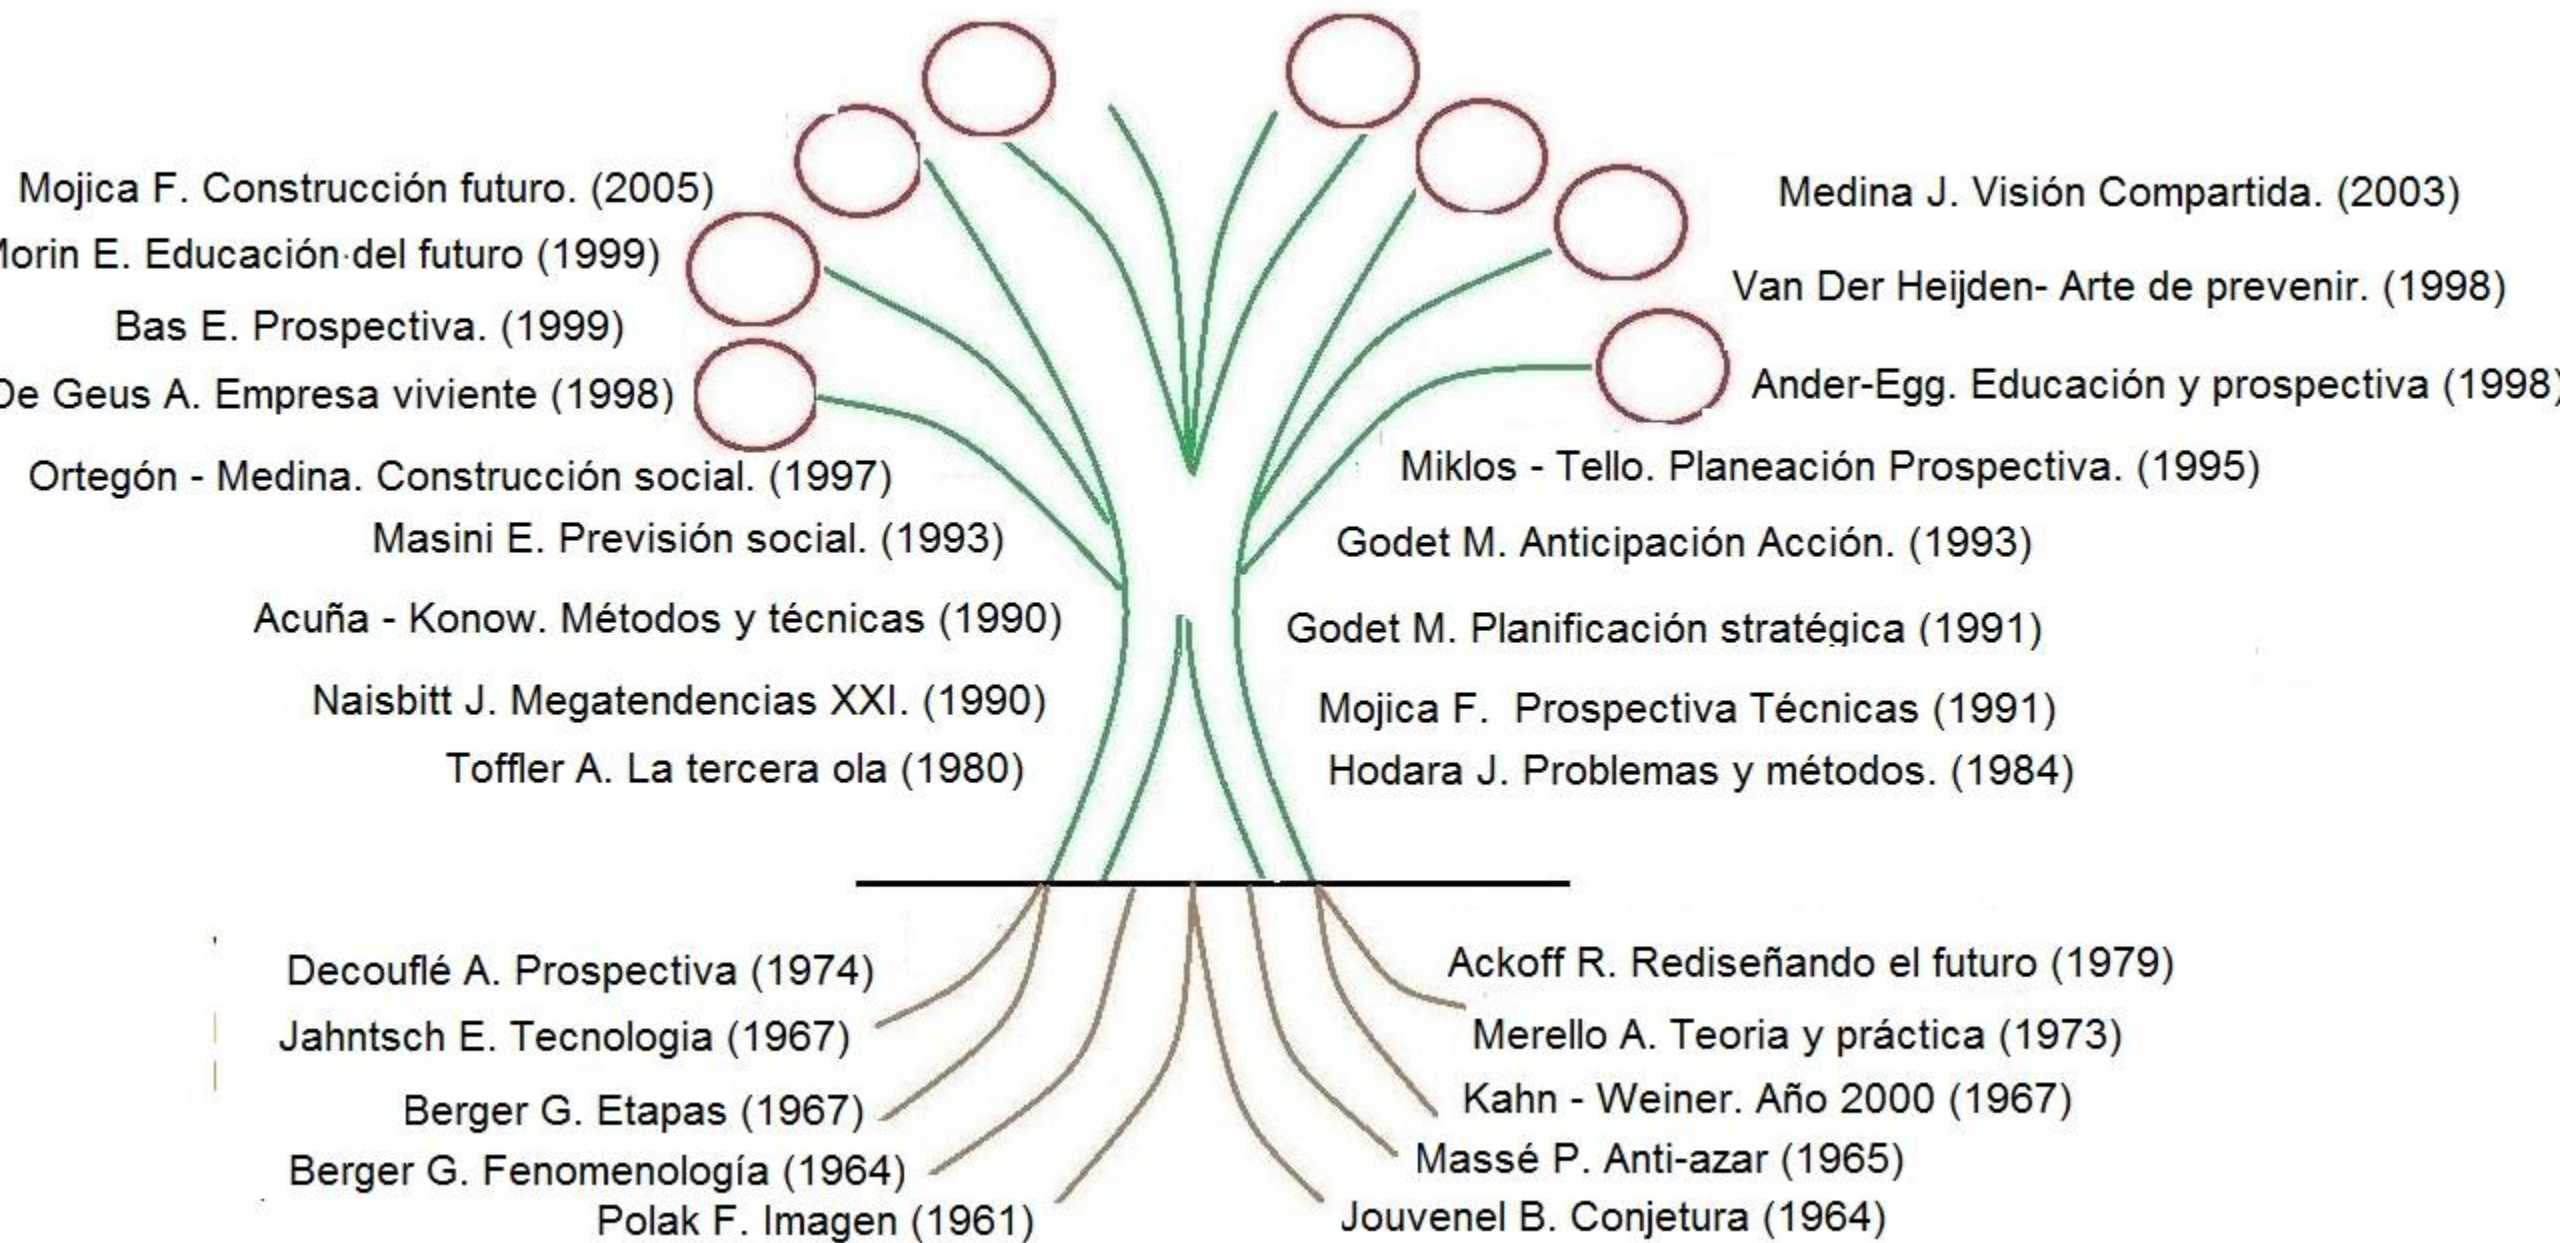 Mojica F. Construcción futuro. (2005)
Morin E. Educación del futuro (1999)
Bas E. Prospectiva. (1999)
De Geus A. Empresa viviente (1998)
Ortegón - Medina. Construcción social. (1997)
Masini E. Previsión social. (1993)
Acuña - Konow. Métodos y técnicas (1990)
Naisbitt J. Megatendencias XXI. (1990)
Toffler A. La tercera ola (1980)
Medina J. Visión Compartida. (2003)
Van Der Heijden- Arte de prevenir. (1998)
Ander-Egg. Educación y prospectiva (1998)
Miklos - Tello. Planeación Prospectiva. (1995)
Godet M. Anticipación Acción. (1993)
Godet M. Planificación stratégica (1991)
Mojica F. Prospectiva Técnicas (1991)
Hodara J. Problemas y métodos. (1984)
Decouflé A. Prospectiva (1974)
Jahntsch E. Tecnologia (1967)
Berger G. Etapas (1967)
Berger G. Fenomenología (1964)
Polak F. Imagen (1961)
Ackoff R. Rediseñando el futuro (1979)
Merello A. Teoria y práctica (1973)
Kahn - Weiner. Año 2000 (1967)
Massé P. Anti-azar (1965)
Jouvenel B. Conjetura (1964)